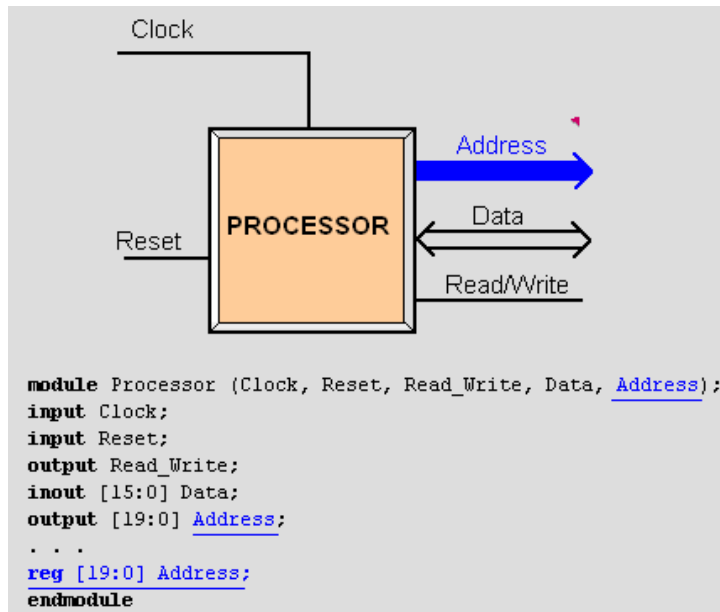 Clock
Address
Data
Reset
PROCESSOR
Read/Write
module Processor (Clock, Reset, Read_Write, Data, Address);
input Clock;
input Reset;
output Read_Write;
inout [15:0] Data;
output [19:0] Address;
. . .
reg [19:0] Address;
endmodule